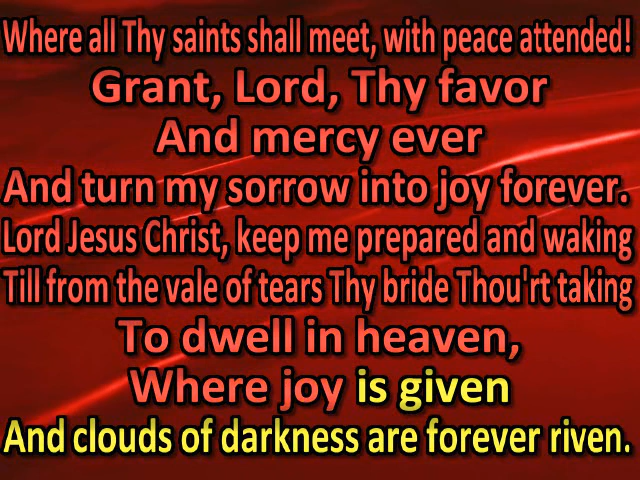 Where all Thy saints shall meet, with peace attended!
Grant, Lord, Thy favor
And mercy ever
And turn my sorrow into joy forever.
Lord Jesus Christ, keep me prepared and waking
Till from the vale of tears Thy bride Thou'rt taking
To dwell in heaven,
Where joy is given
And clouds of darkness are forever riven.